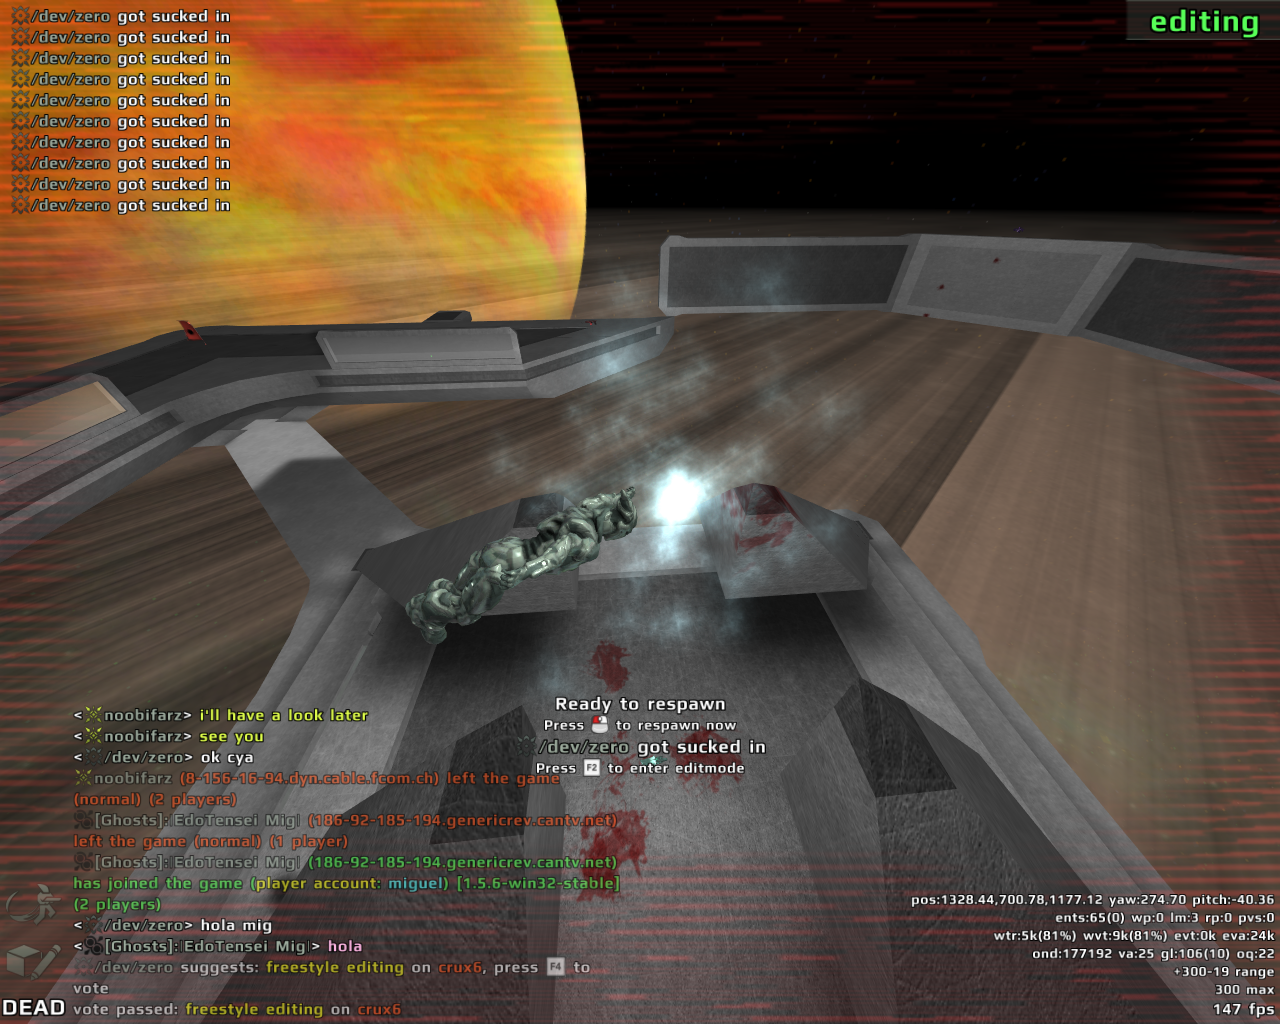 /dev/zero got sucked in
/dev/zero got sucked in
/dev/zero got sucked in
/dev/zero got sucked in
/dev/zero got sucked in
/dev/zero got sucked in
/dev/zero got sucked in
/dev/zero got sucked in
/dev/zero got sucked in
/dev/zero got sucked in
editing
Ready to respawn
Press to respawn now
/dev/zero got sucked in
Press F2 to enter editmode
<noobifarz> i'll have a look later
<noobifarz> see you
</dev/zero> ok cya
noobifarz (8-156-16-94.dyn.cable.fcom.ch) left the game
(normal) (2 players)
[Ghosts]:|EdoTensei Mig| (186-92-185-194.genericrev.cantv.net)
left the game (normal) (1 player)
[Ghosts]:|EdoTensei Mig| (186-92-185-194.genericrev.cantv.net)
has joined the game (player account: miguel) [1.5.6-win32-stable]
(2 players)
</dev/zero> hola mig
<[Ghosts]:|EdoTensei Mig|> hola
/dev/zero suggests: freestyle editing on crux6, press F4 to
vote
DEAD vote passed: freestyle editing on crux6
pos:1328.44,700.78,1177.12 yaw:274.70 pitch:-40.36
ents:65(0) wp:0 lm:3 rp:0 pvs:0
wtr:5k(81%) wvt:9k(81%) evt:0k eva:24k
ond:177192 va:25 gl:106(10) oq:22
+300-19 range
300 max
147 fps